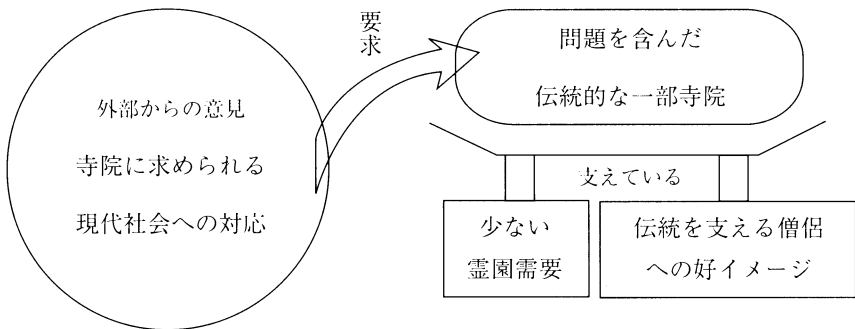 外部からの意見
寺院に求められる
現代社会への対応
要求
問題を含んだ
伝統的な一部寺院
支えている
少ない
霊園需要
伝統を支える僧侶
への好イメージ